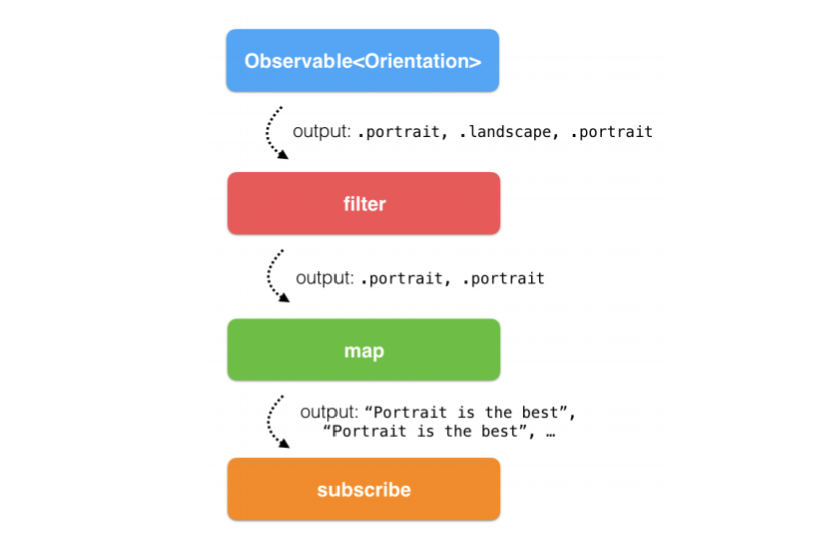 Observable<Orientation>
output: .portrait, .landscape, .portrait
filter
output: .portrait, .portrait
map
output: “Portrait is the best”,
“Portrait is the best”, …
subscribe